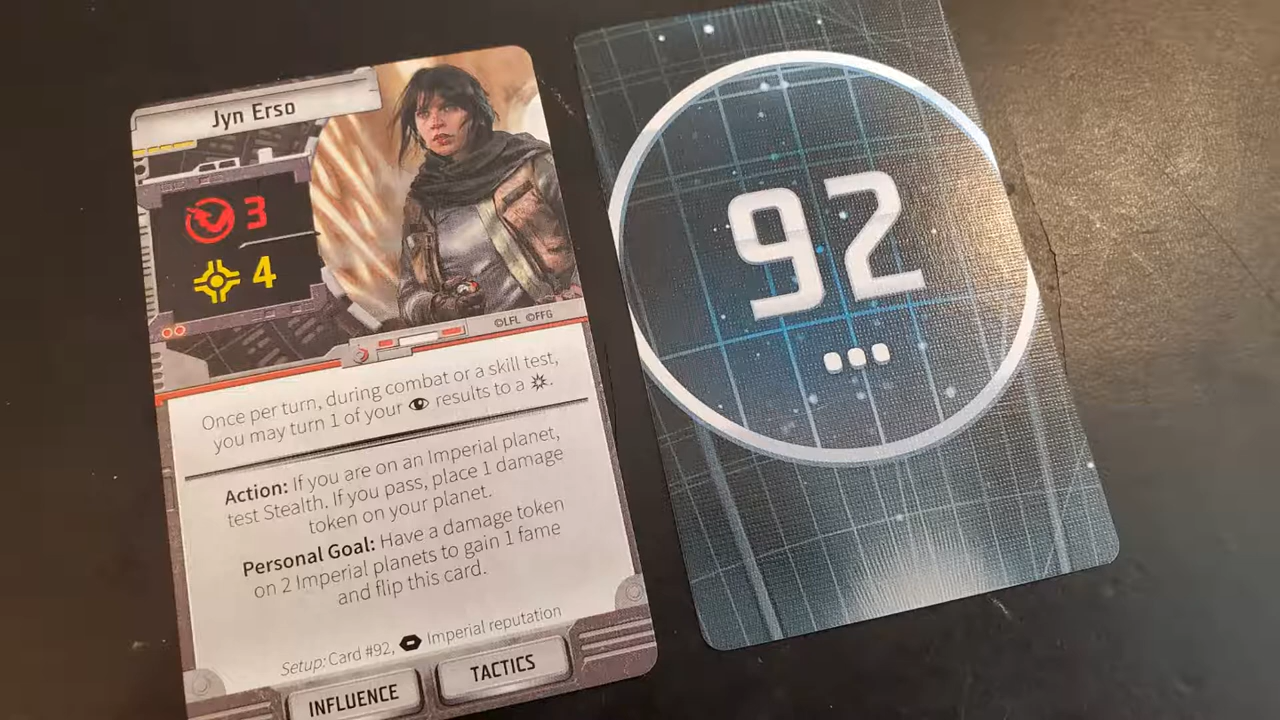 Jyn Erso
3
4
©LFL ©FFG
Once per turn, during combat or a skill test,
you may turn 1 of your results to a .
Action: If you are on an Imperial planet,
test Stealth. If you pass, place 1 damage
token on your planet.
Personal Goal: Have a damage token
on 2 Imperial planets to gain 1 fame
and flip this card.
Setup: Card #92, Imperial reputation
INFLUENCE
TACTICS
92